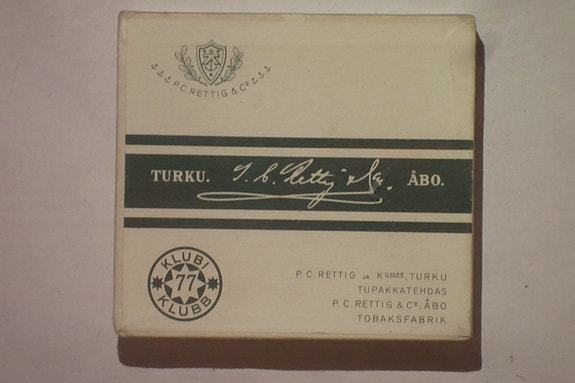 P.C. RETTIG & Cº
TURKU. P. C. Rettig & Co. ÅBO.
KLUBI
77
KLUBB
P. C. RETTIG JA KUMPP. TURKU
TUPAKKATEHDAS
P. C. RETTIG & Cº. ÅBO
TOBAKSFABRIK